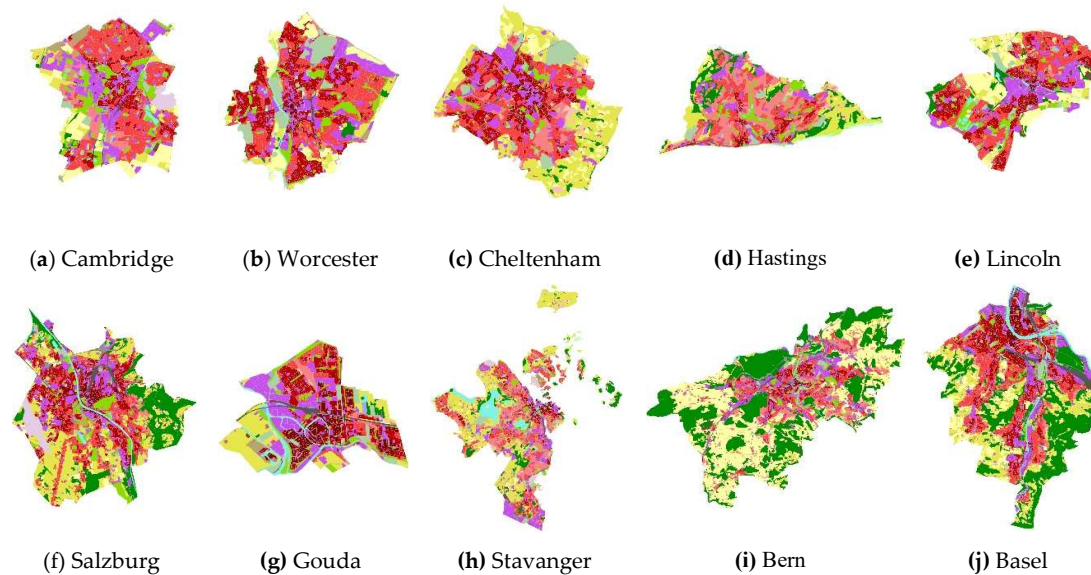 (a) Cambridge
(b) Worcester
(c) Cheltenham
(d) Hastings
(e) Lincoln
(f) Salzburg
(g) Gouda
(h) Stavanger
(i) Bern
(j) Basel